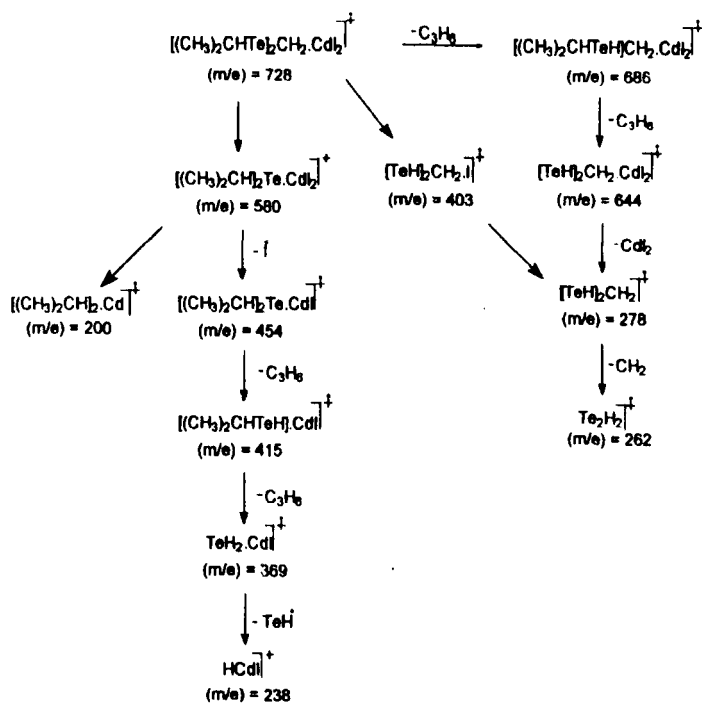 [(CH₃)₂CHTe]₂CH₂.CdI₂]⁺̇
(m/e) = 728
-C₃H₆
[(CH₃)₂CHTeH]CH₂.CdI₂]⁺̇
(m/e) = 686
-C₃H₆
[(CH₃)₂CH]₂Te.CdI₂]⁺
(m/e) = 580
[TeH]₂CH₂.I]⁺̇
(m/e) = 403
[TeH]₂CH₂.CdI₂]⁺̇
(m/e) = 644
-I
-CdI₂
[(CH₃)₂CH]₂.Cd]⁺̇
(m/e) = 200
[(CH₃)₂CH]₂Te.CdI]⁺̇
(m/e) = 454
[TeH]₂CH₂]⁺̇
(m/e) = 278
-C₃H₆
-CH₂
[(CH₃)₂CHTeH].CdI]⁺̇
(m/e) = 415
Te₂H₂]⁺̇
(m/e) = 262
-C₃H₆
TeH₂.CdI]⁺̇
(m/e) = 369
- TeḢ
HCdI]⁺
(m/e) = 238